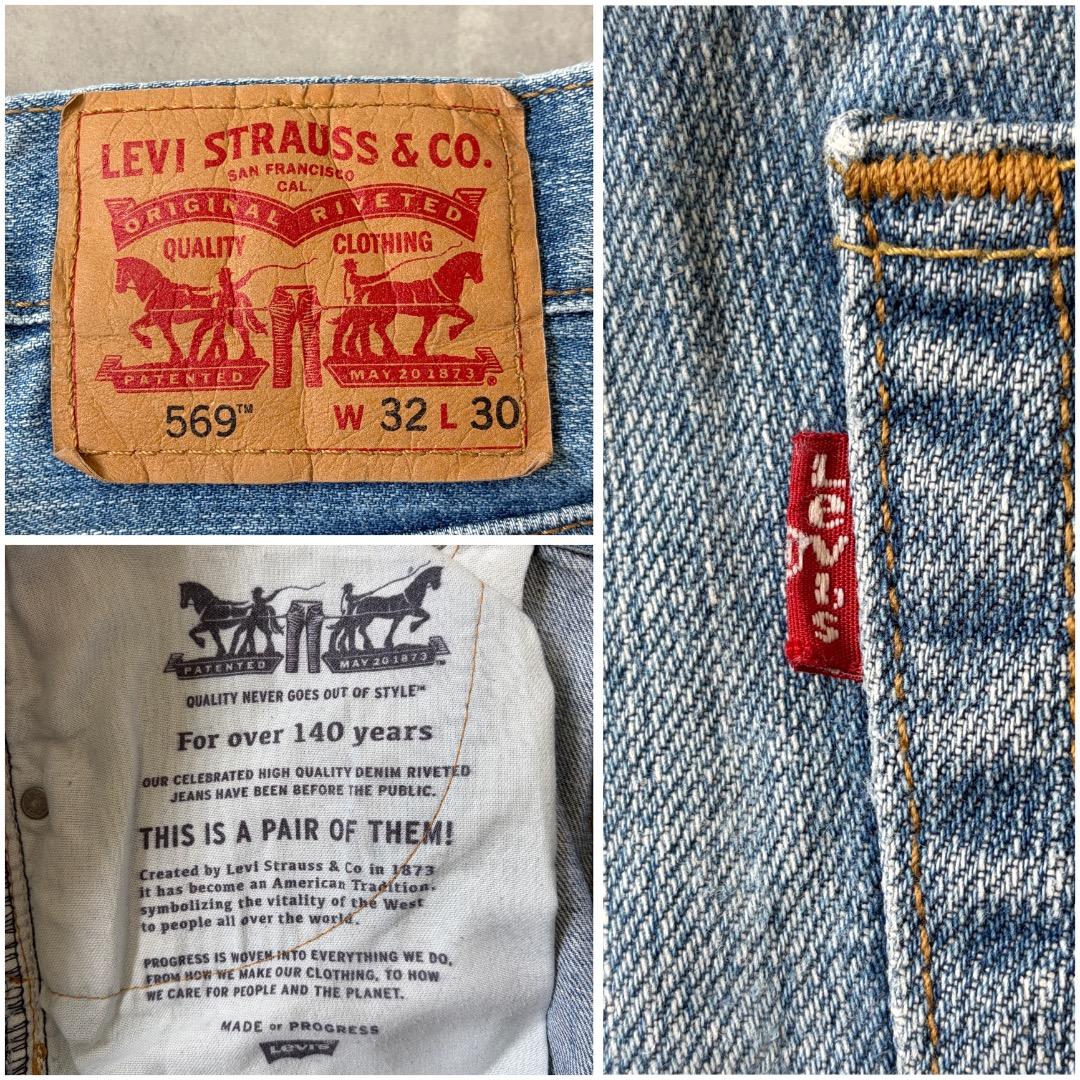 LEVI STRAUSS & CO.
SAN FRANCISCO
CAL.
ORIGINAL RIVETED
QUALITY CLOTHING
PATENTED MAY 20 1873 ®
569™ W 32 L 30
PATENTED MAY 20 1873 ™
QUALITY NEVER GOES OUT OF STYLE™
For over 140 years
OUR CELEBRATED HIGH QUALITY DENIM RIVETED
JEANS HAVE BEEN BEFORE THE PUBLIC.
THIS IS A PAIR OF THEM!
Created by Levi Strauss & Co in 1873
it has become an American Tradition,
symbolizing the vitality of the West
to people all over the world.
PROGRESS IS WOVEN INTO EVERYTHING WE DO,
FROM HOW WE MAKE OUR CLOTHING, TO HOW
WE CARE FOR PEOPLE AND THE PLANET.
MADE OF PROGRESS
Levi's
Levi's